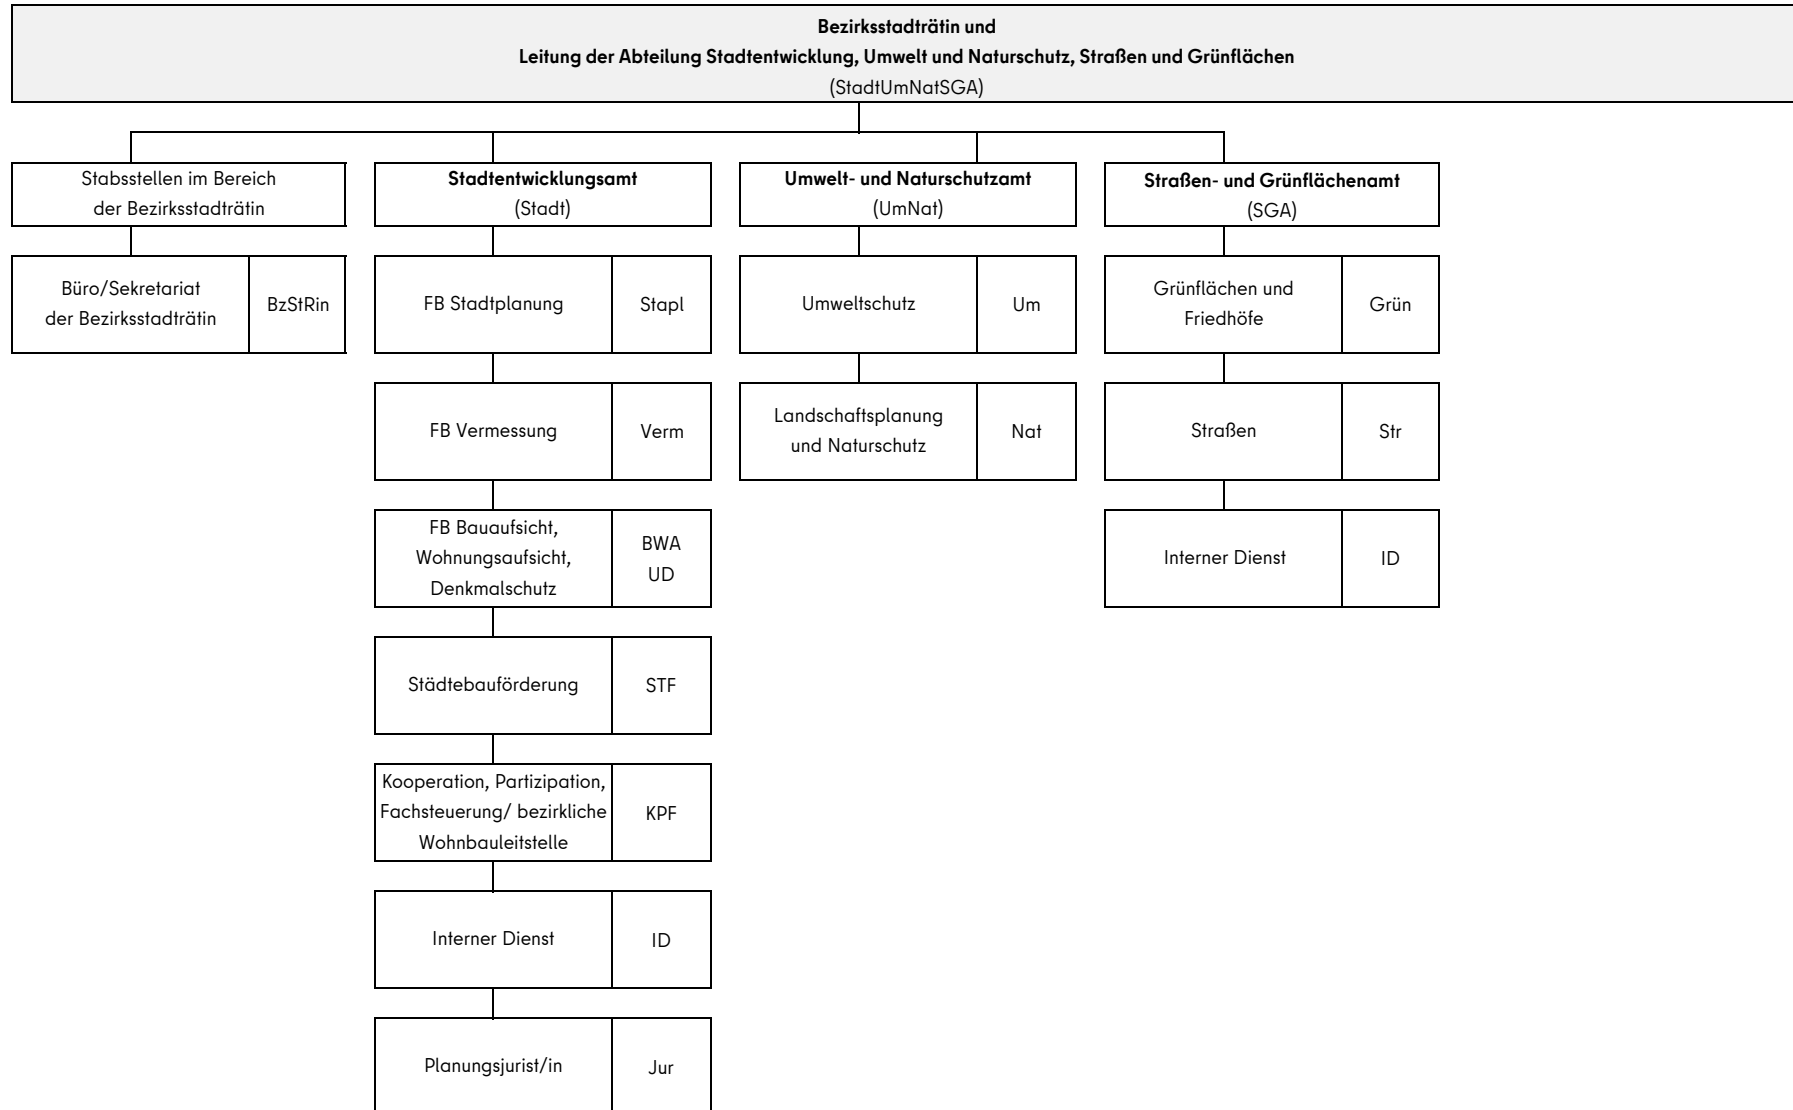 Bezirksstadträtin und
Leitung der Abteilung Stadtentwicklung, Umwelt und Naturschutz, Straßen und Grünflächen
(StadtUmNatSGA)
Stabsstellen im Bereich
der Bezirksstadträtin
Büro/Sekretariat
der Bezirksstadträtin
BzStRin
Stadtentwicklungsamt
(Stadt)
FB Stadtplanung
Stapl
FB Vermessung
Verm
FB Bauaufsicht,
Wohnungsaufsicht,
Denkmalschutz
BWA
UD
Städtebauförderung
STF
Kooperation, Partizipation,
Fachsteuerung/ bezirkliche
Wohnbauleitstelle
KPF
Interner Dienst
ID
Planungsjurist/in
Jur
Umwelt- und Naturschutzamt
(UmNat)
Umweltschutz
Um
Landschaftsplanung
und Naturschutz
Nat
Straßen- und Grünflächenamt
(SGA)
Grünflächen und
Friedhöfe
Grün
Straßen
Str
Interner Dienst
ID